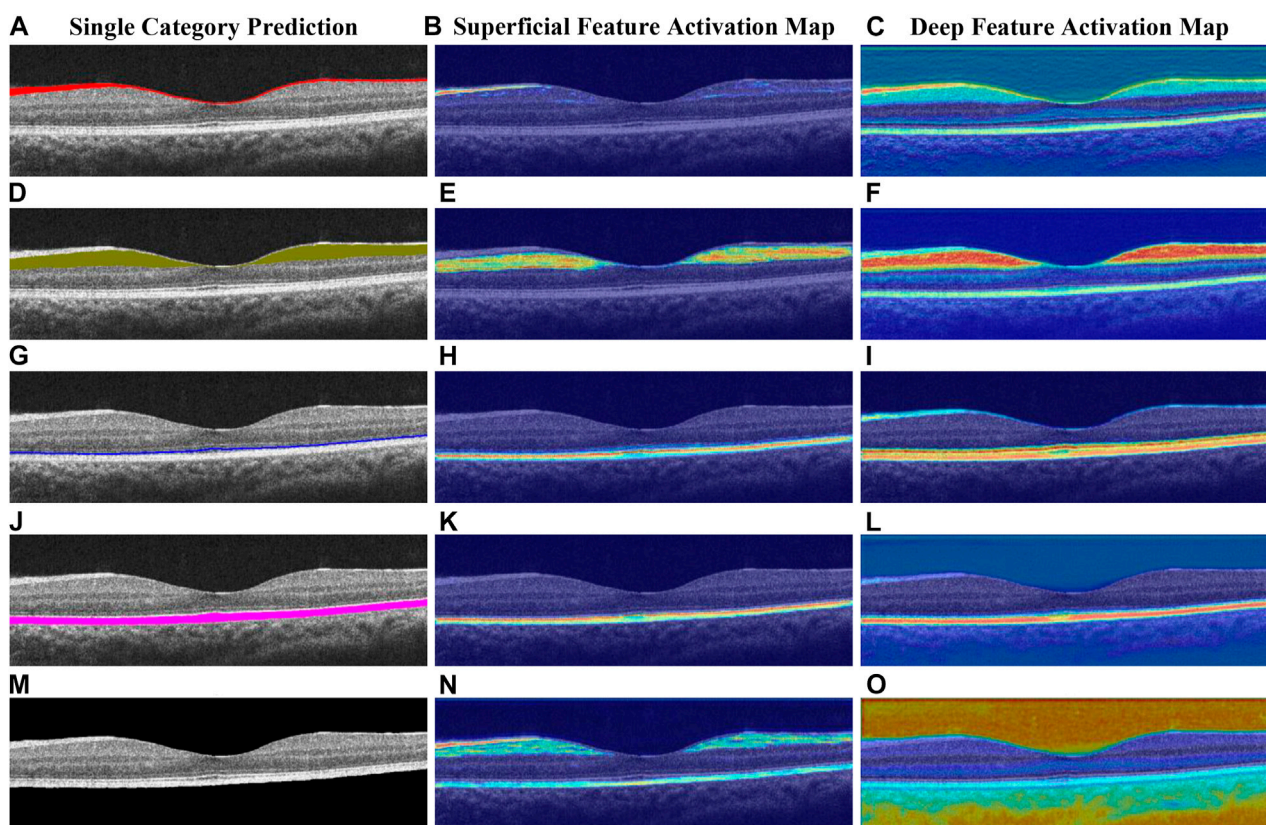 A Single Category Prediction B Superficial Feature Activation Map C Deep Feature Activation Map
D E F
G H I
J K L
M N O